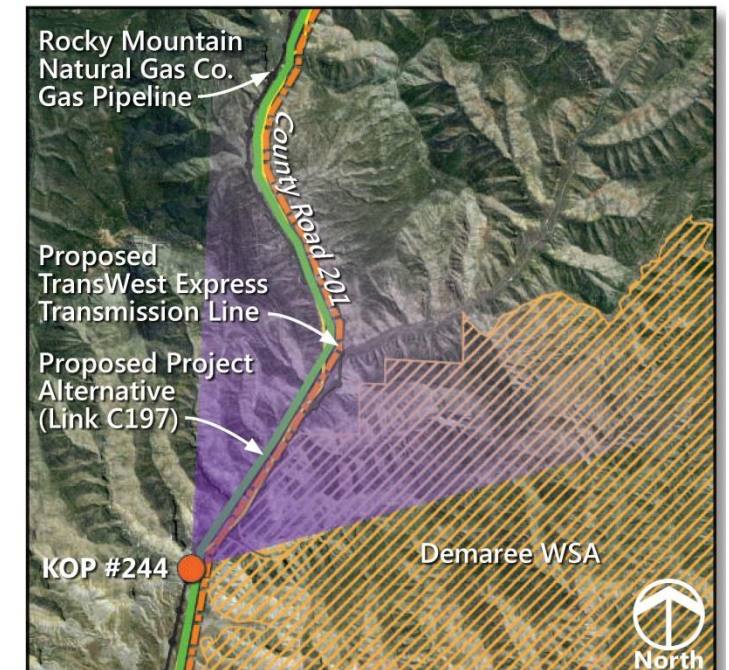 Rocky Mountain
Natural Gas Co.
Gas Pipeline
County Road 201
Proposed
TransWest Express
Transmission Line
Proposed Project
Alternative
(Link C197)
KOP #244
Demaree WSA
North